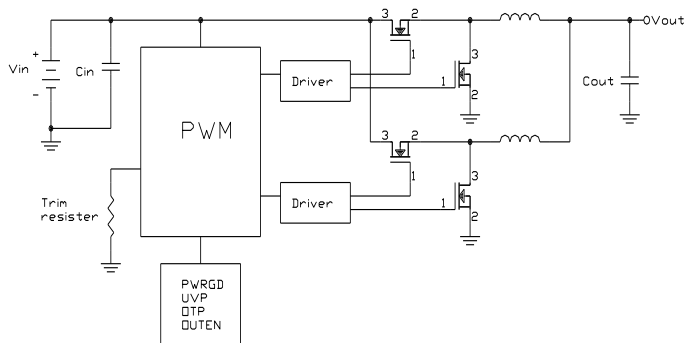 3 2
OVout
Vin
+
-
Cin
1
Driver
3
1
2
Cout
PWM
3 2
1
Trim
resister
Driver
3
1
2
PWRGD
UVP
OTP
OUTEN